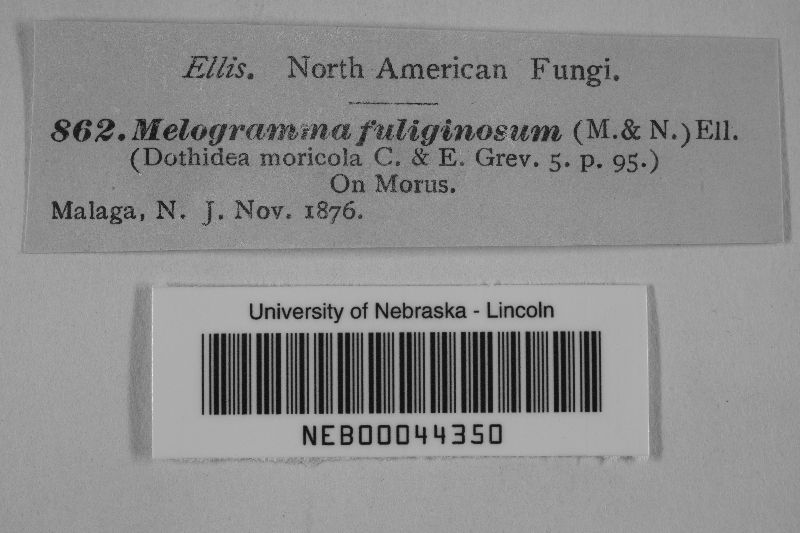 Ellis. North American Fungi.
862. Melogramma fuliginosum (M. & N.) Ell.
(Dothidea moricola C. & E. Grev. 5. p. 95.)
On Morus.
Malaga, N. J. Nov. 1876.
University of Nebraska - Lincoln
NEB00044350